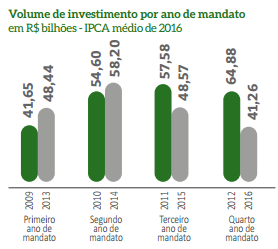 Volume de investimento por ano de mandato
em R$ bilhões - IPCA médio de 2016
41,65
48,44
54,60
58,20
57,58
48,57
64,88
41,26
2009
2013
2010
2014
2011
2015
2012
2016
Primeiro
ano de
mandato
Segundo
ano de
mandato
Terceiro
ano de
mandato
Quarto
ano de
mandato